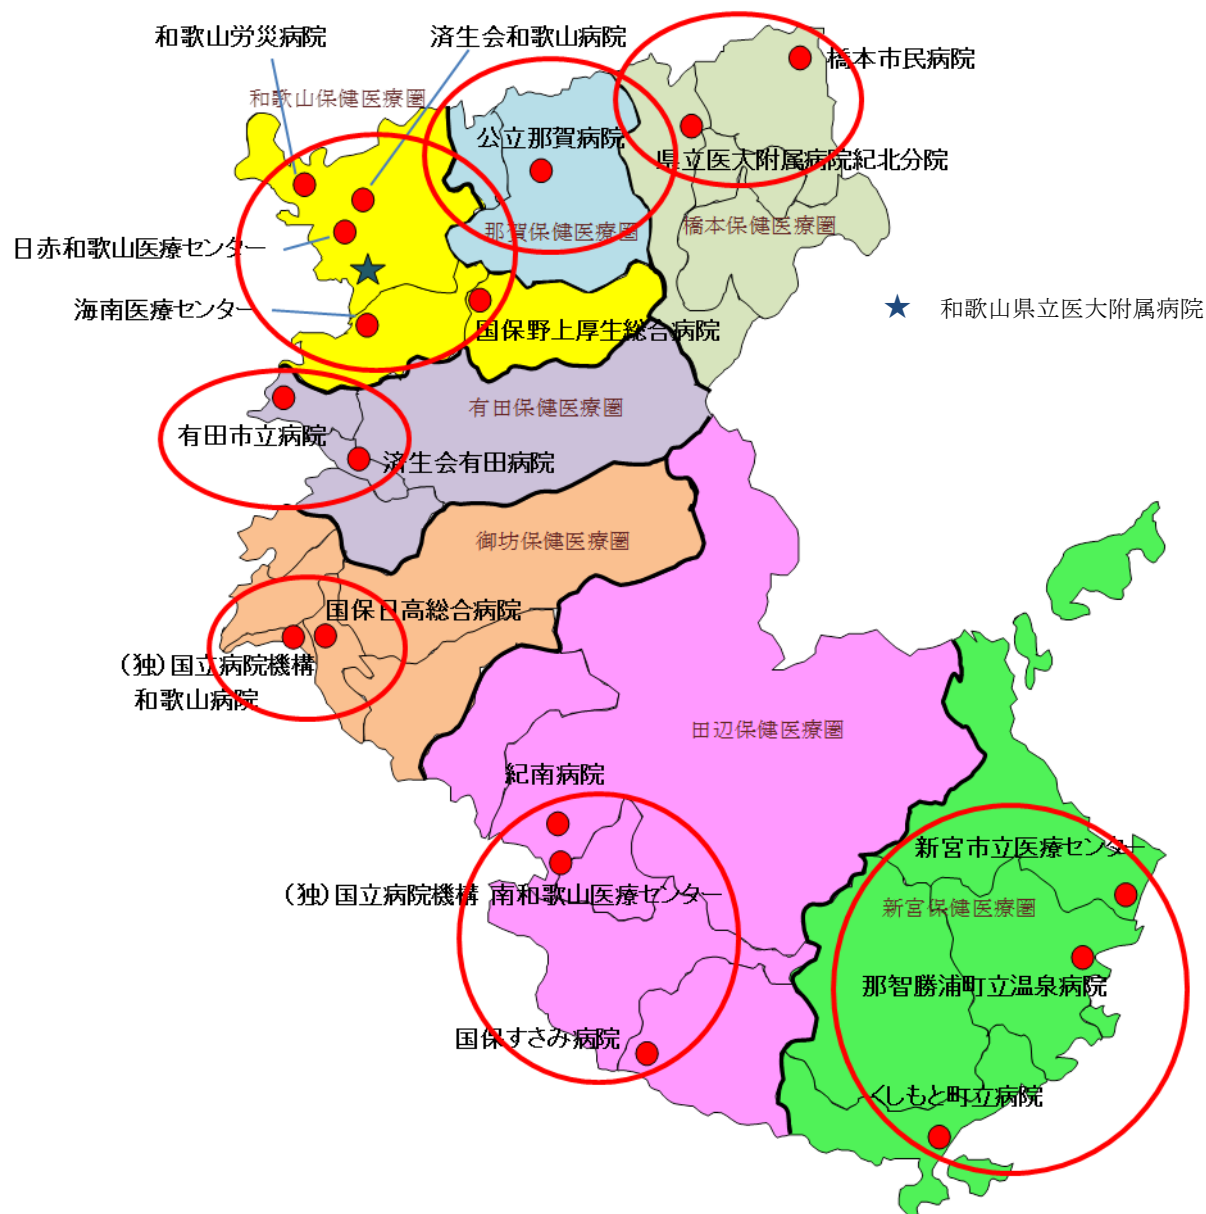 和歌山労災病院
済生会和歌山病院
橋本市民病院
和歌山保健医療圏
公立那賀病院
県立医大附属病院紀北分院
那賀保健医療圏
橋本保健医療圏
日赤和歌山医療センター
海南医療センター
★ 和歌山県立医大附属病院
国保野上厚生総合病院
有田保健医療圏
有田市立病院
済生会有田病院
御坊保健医療圏
国保日高総合病院
（独）国立病院機構
和歌山病院
田辺保健医療圏
紀南病院
（独）国立病院機構 南和歌山医療センター
新宮市立医療センター
新宮保健医療圏
那智勝浦町立温泉病院
国保すさみ病院
くしもと町立病院